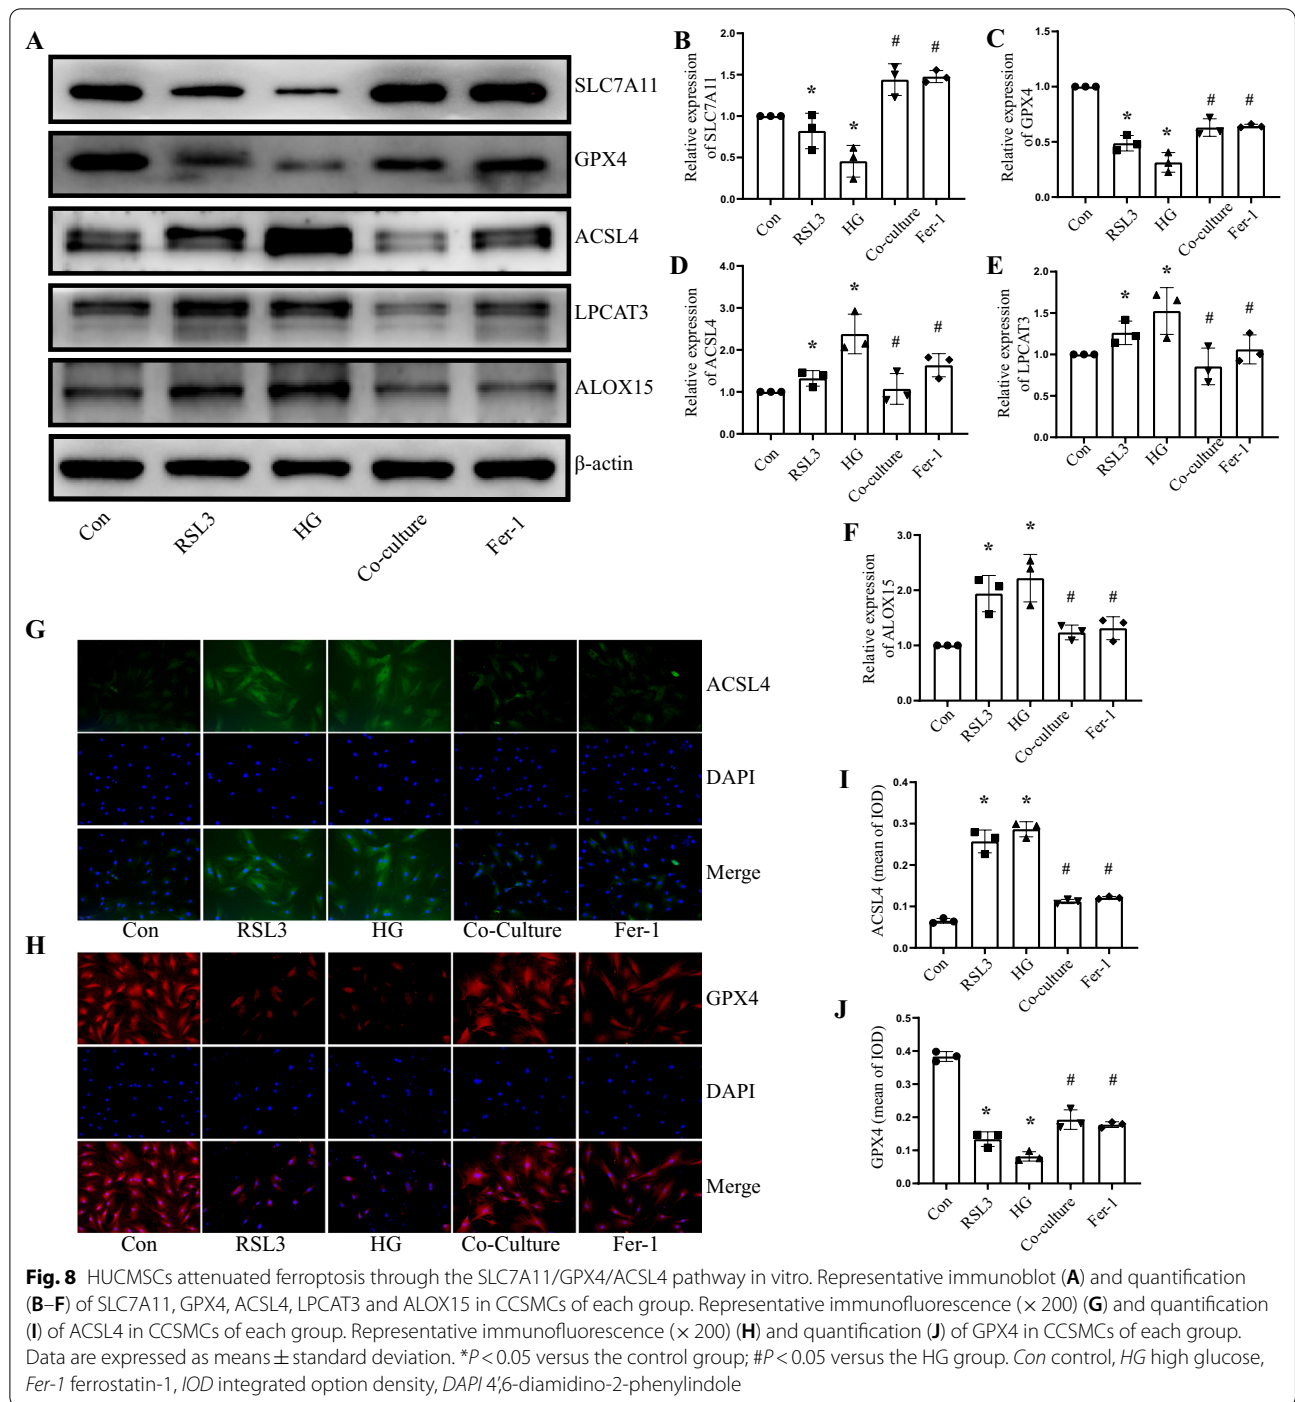 A
SLC7A11
GPX4
ACSL4
LPCAT3
ALOX15
β-actin
Con
RSL3
HG
Co-culture
Fer-1
B
Relative expression
of SLC7A11
2.0
1.5
1.0
0.5
0.0
*
*
#
#
Con
RSL3
HG
Co-culture
Fer-1
C
Relative expression
of GPX4
1.5
1.0
0.5
0.0
*
*
#
#
Con
RSL3
HG
Co-culture
Fer-1
D
Relative expression
of ACSL4
4.0
3.0
2.0
1.0
0.0
*
*
#
#
Con
RSL3
HG
Co-culture
Fer-1
E
Relative expression
of LPCAT3
2.0
1.5
1.0
0.5
0.0
*
*
#
#
Con
RSL3
HG
Co-culture
Fer-1
F
Relative expression
of ALOX15
3.0
2.0
1.0
0.0
*
*
#
#
Con
RSL3
HG
Co-culture
Fer-1
G
ACSL4
DAPI
Merge
Con RSL3 HG Co-Culture Fer-1
H
GPX4
DAPI
Merge
Con RSL3 HG Co-Culture Fer-1
I
ACSL4 (mean of IOD)
0.4
0.3
0.2
0.1
0.0
*
*
#
#
Con
RSL3
HG
Co-culture
Fer-1
J
GPX4 (mean of IOD)
0.5
0.4
0.3
0.2
0.1
0.0
*
*
#
#
Con
RSL3
HG
Co-culture
Fer-1
Fig. 8 HUCMSCs attenuated ferroptosis through the SLC7A11/GPX4/ACSL4 pathway in vitro. Representative immunoblot (A) and quantification
(B–F) of SLC7A11, GPX4, ACSL4, LPCAT3 and ALOX15 in CCSMCs of each group. Representative immunofluorescence (× 200) (G) and quantification
(I) of ACSL4 in CCSMCs of each group. Representative immunofluorescence (× 200) (H) and quantification (J) of GPX4 in CCSMCs of each group.
Data are expressed as means ± standard deviation. *P < 0.05 versus the control group; #P < 0.05 versus the HG group. Con control, HG high glucose,
Fer-1 ferrostatin-1, IOD integrated option density, DAPI 4′,6-diamidino-2-phenylindole